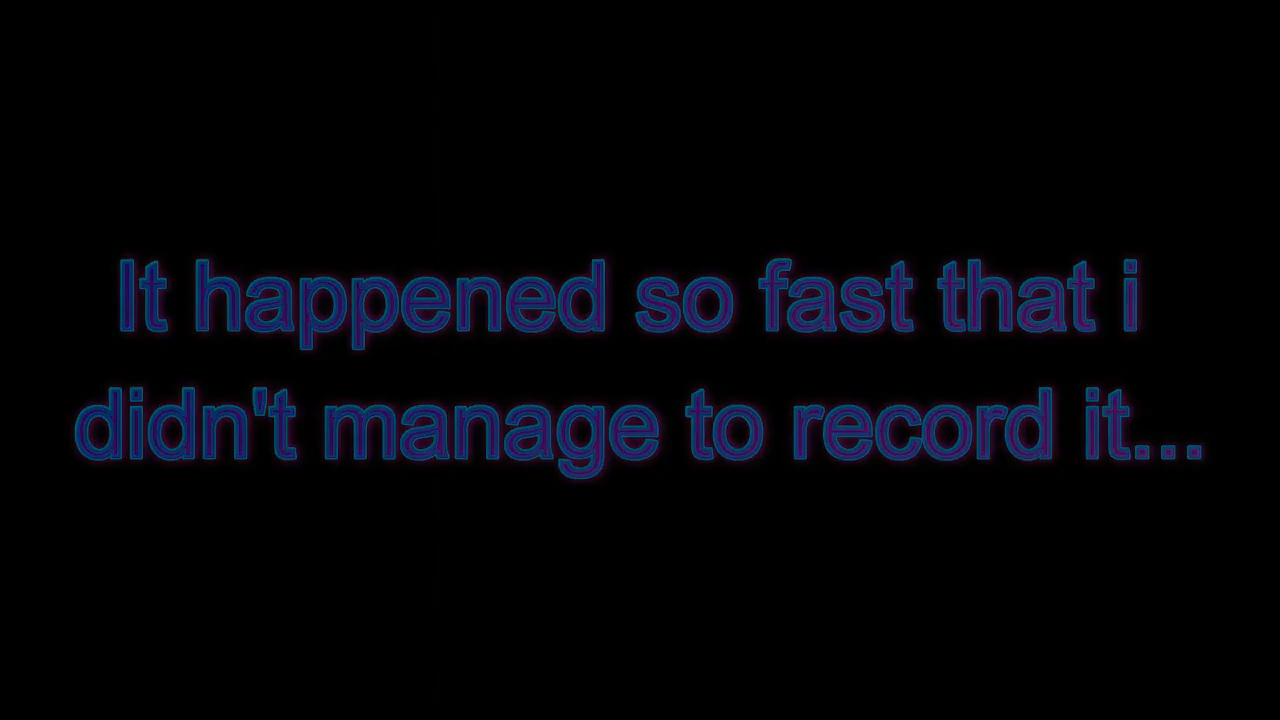 It happened so fast that i
didn't manage to record it...